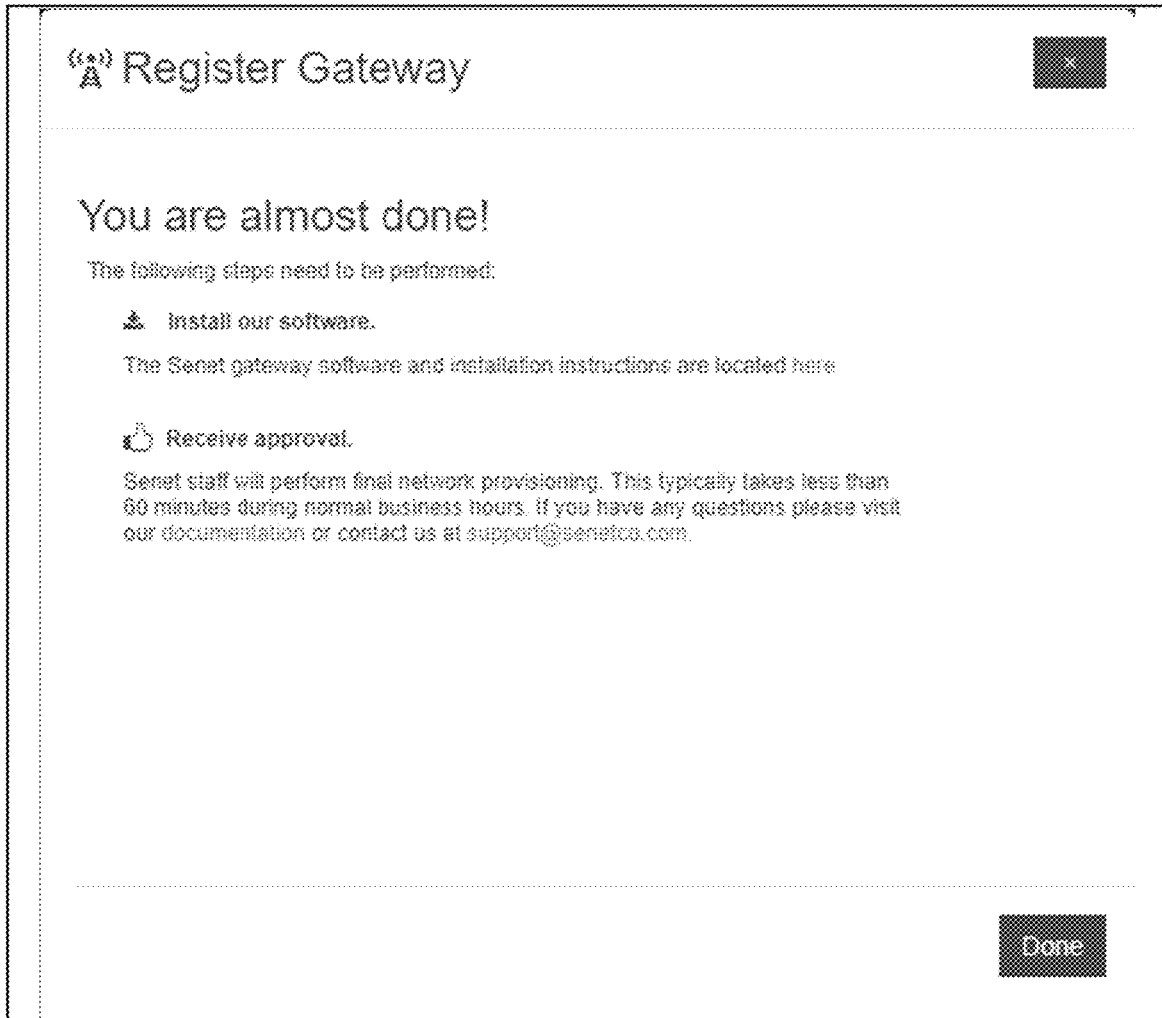 Register Gateway
×
You are almost done!
The following steps need to be performed:
Install our software.
The Senet gateway software and installation instructions are located here
Receive approval.
Senet staff will perform final network provisioning. This typically takes less than
60 minutes during normal business hours. If you have any questions please visit
our documentation or contact us at support@senetco.com.
Done